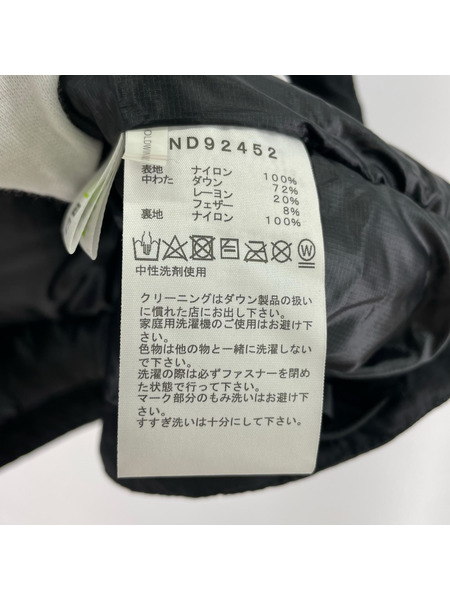 ND92452
表地 ナイロン 100%
中わた ダウン 72%
レーヨン 20%
フェザー 8%
裏地 ナイロン 100%
W
中性洗剤使用
クリーニングはダウン製品の扱い
に慣れた店にお出し下さい。
家庭用洗濯機のご使用はお避け下
さい。
色物は他の物と一緒に洗濯しない
で下さい。
洗濯の際は必ずファスナーを閉め
た状態で行って下さい。
マーク部分のもみ洗いはお避け下
さい。
すすぎ洗いは十分にして下さい。